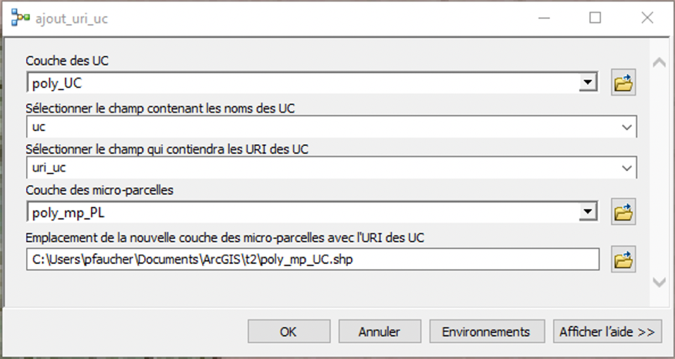 ajout_uri_uc
Couche des UC
poly_UC
Sélectionner le champ contenant les noms des UC
uc
Sélectionner le champ qui contiendra les URI des UC
uri_uc
Couche des micro-parcelles
poly_mp_PL
Emplacement de la nouvelle couche des micro-parcelles avec l'URI des UC
C:\Users\pfaucher\Documents\ArcGIS\t2\poly_mp_UC.shp
OK
Annuler
Environnements
Afficher l'aide >>